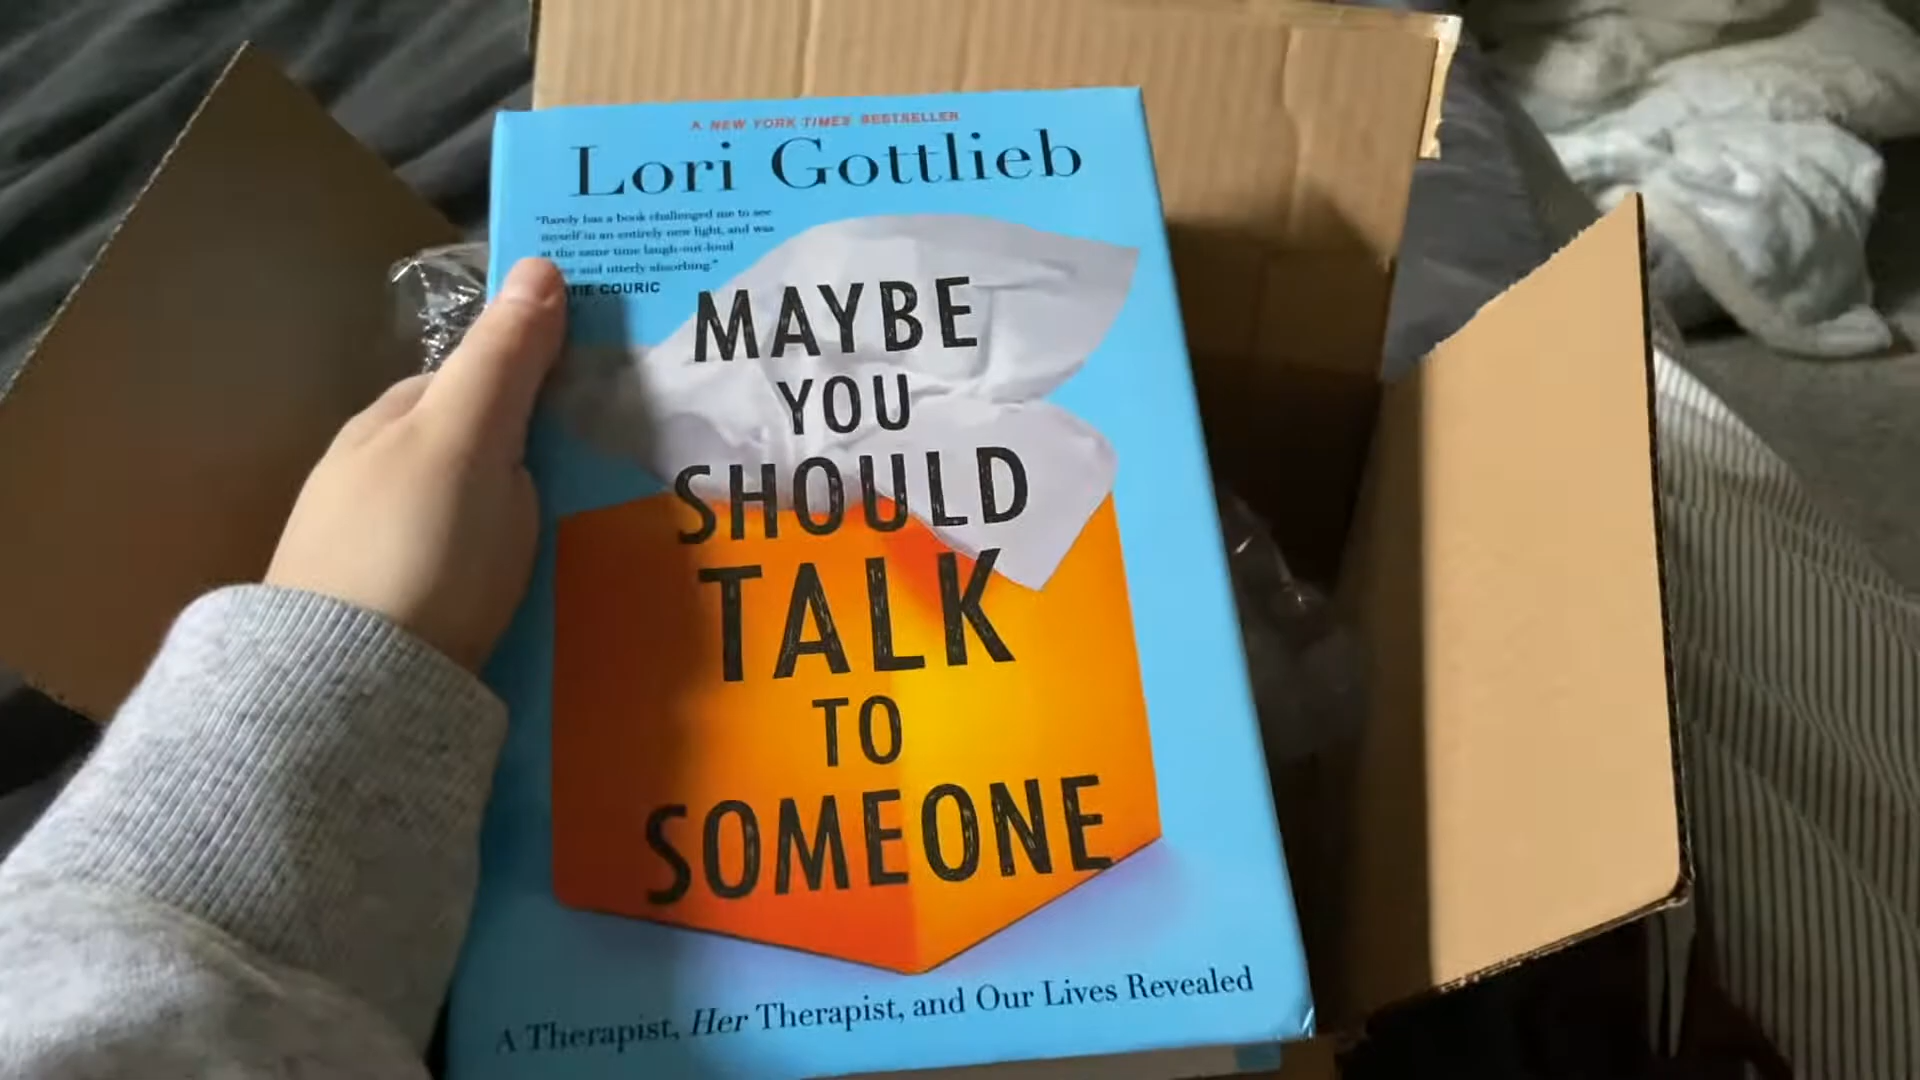 A NEW YORK TIMES BESTSELLER
Lori Gottlieb
"Rarely has a book challenged me to see
myself in an entirely new light, and was
at the same time laugh-out-loud
and utterly absorbing."
COURIC
MAYBE
YOU
SHOULD
TALK
TO
SOMEONE
A Therapist, Her Therapist, and Our Lives Revealed